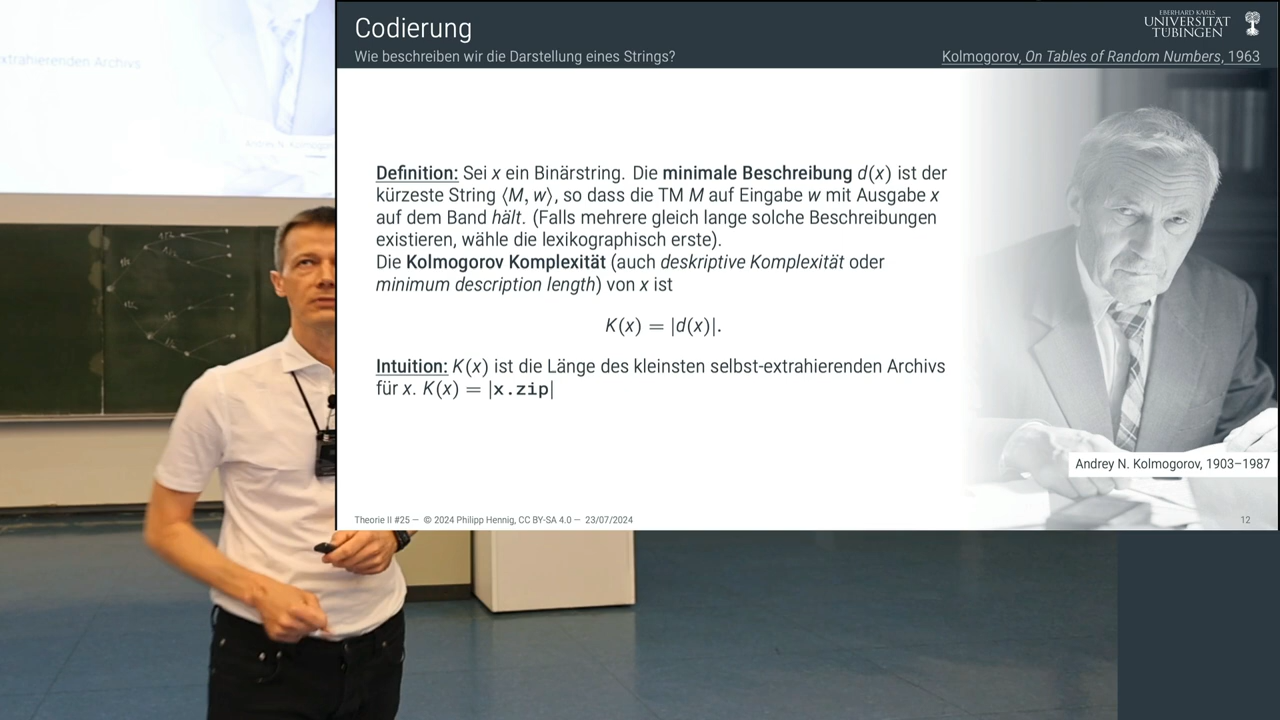 Codierung
EBERHARD KARLS
UNIVERSITÄT
TÜBINGEN
Wie beschreiben wir die Darstellung eines Strings?
Kolmogorov, On Tables of Random Numbers, 1963
extrahierenden Archivs
Definition: Sei x ein Binärstring. Die minimale Beschreibung d(x) ist der
kürzeste String ⟨M, w⟩, so dass die TM M auf Eingabe w mit Ausgabe x
auf dem Band hält. (Falls mehrere gleich lange solche Beschreibungen
existieren, wähle die lexikographisch erste).
Die Kolmogorov Komplexität (auch deskriptive Komplexität oder
minimum description length) von x ist
K(x) = |d(x)|.
Intuition: K(x) ist die Länge des kleinsten selbst-extrahierenden Archivs
für x. K(x) = |x.zip|
Andrey N. Kolmogorov, 1903–1987
Theorie II #25 — © 2024 Philipp Hennig, CC BY-SA 4.0 — 23/07/2024
12